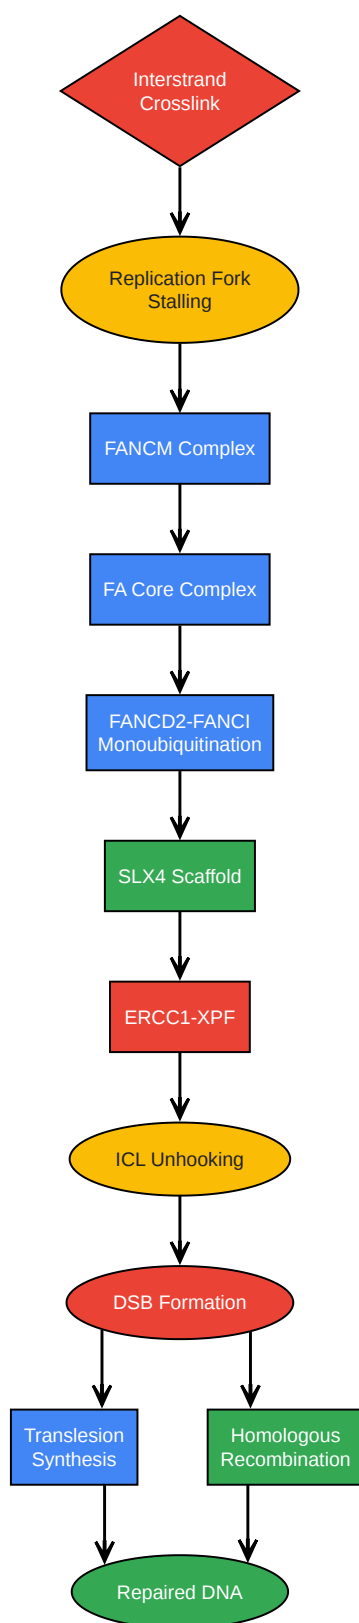 Interstrand
Crosslink
Replication Fork
Stalling
FANCM Complex
FA Core Complex
FANCD2-FANCI
Monoubiquitination
SLX4 Scaffold
ERCC1-XPF
ICL Unhooking
DSB Formation
Translesion
Synthesis
Homologous
Recombination
Repaired DNA